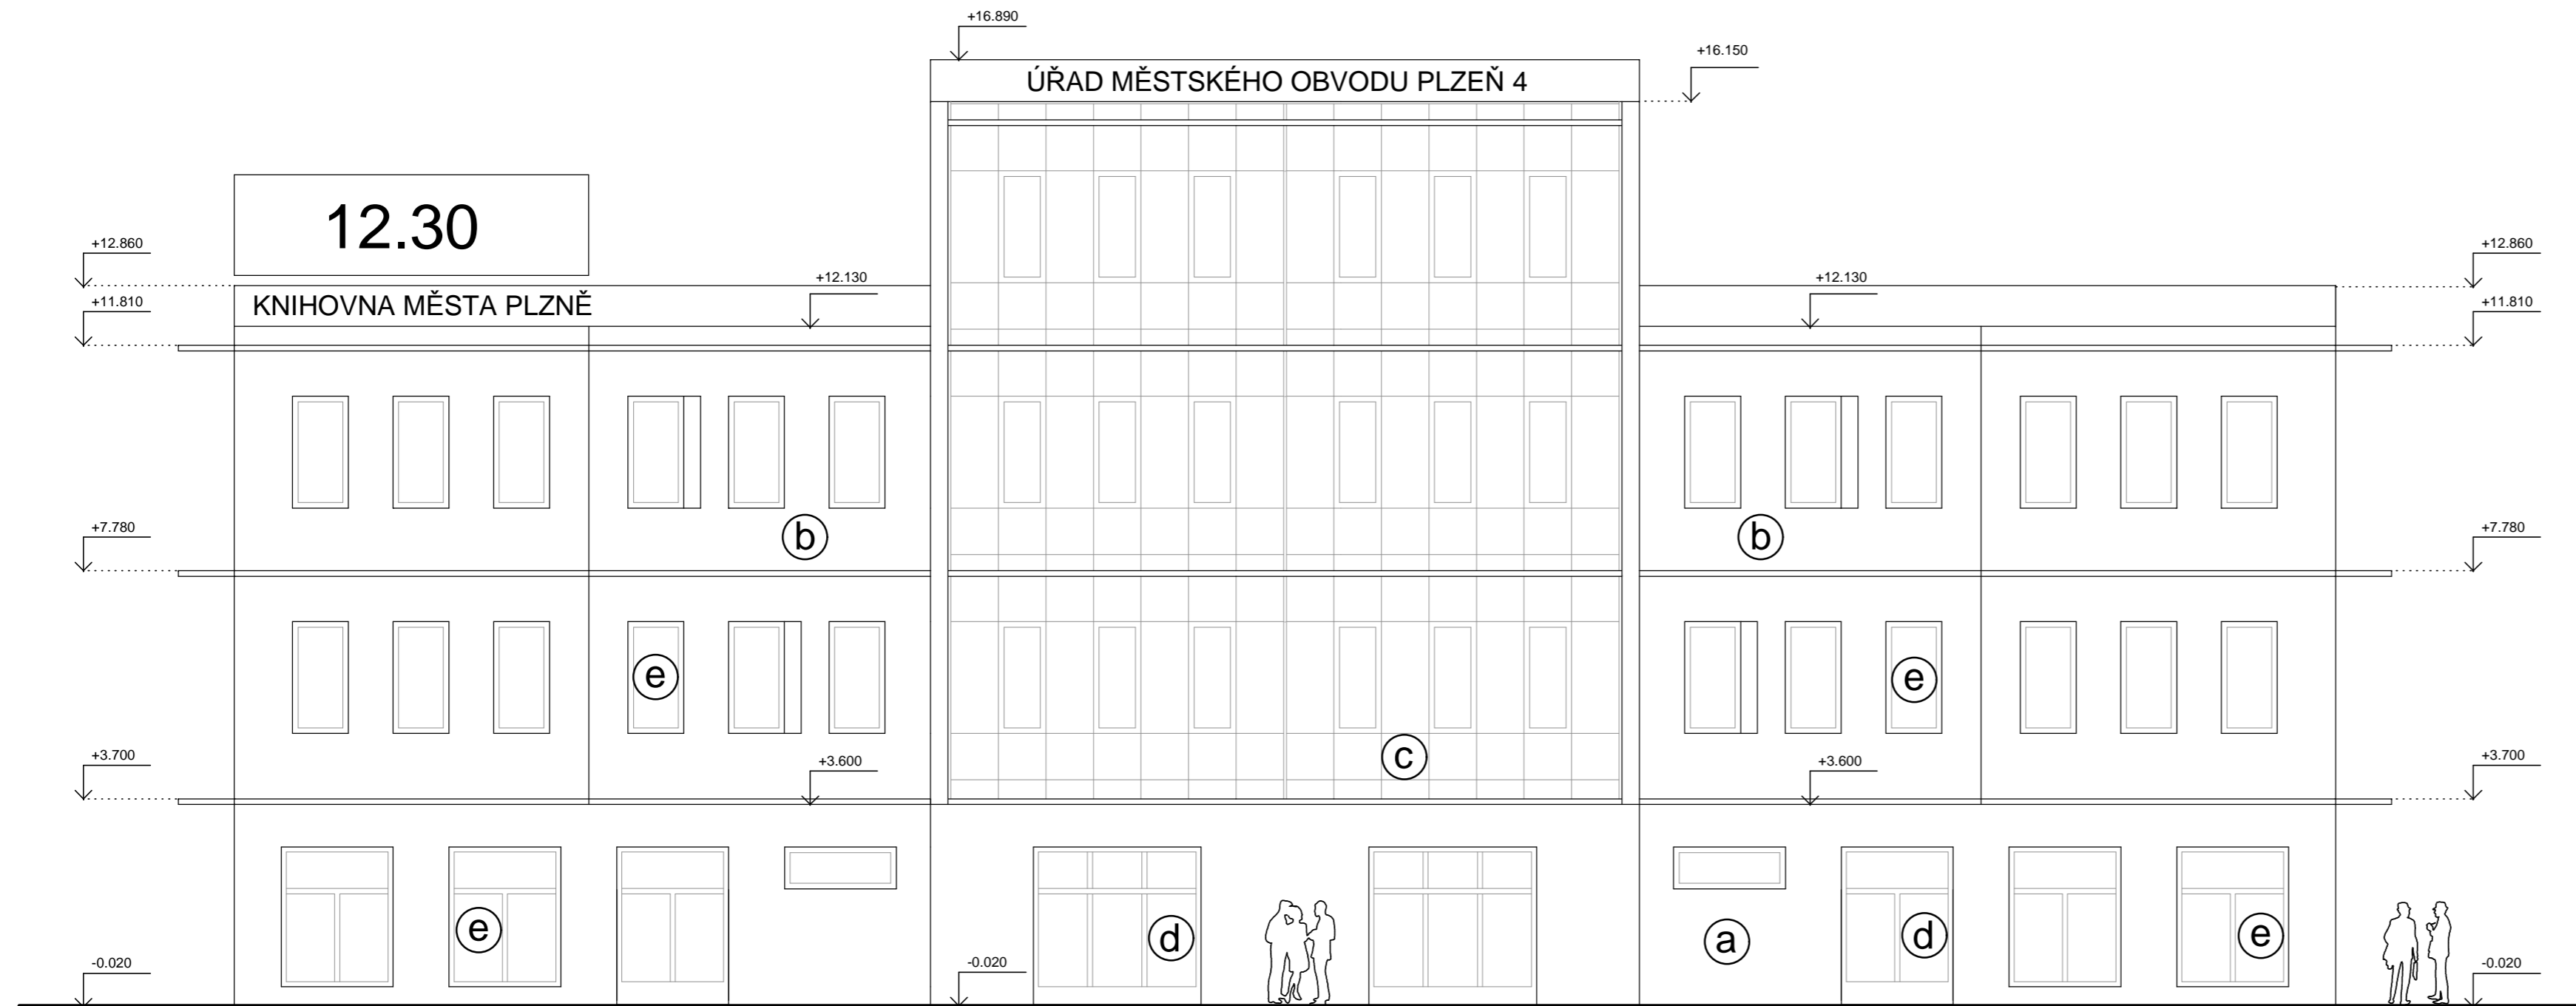 +16.890
+16.150
ÚŘAD MĚSTSKÉHO OBVODU PLZEŇ 4
12.30
+12.860
+12.860
+12.130
+12.130
+11.810
KNIHOVNA MĚSTA PLZNĚ
+11.810
+7.780
b
b
+7.780
e
e
+3.700
+3.600
c
+3.600
+3.700
e
d
a
d
e
-0.020
-0.020
-0.020